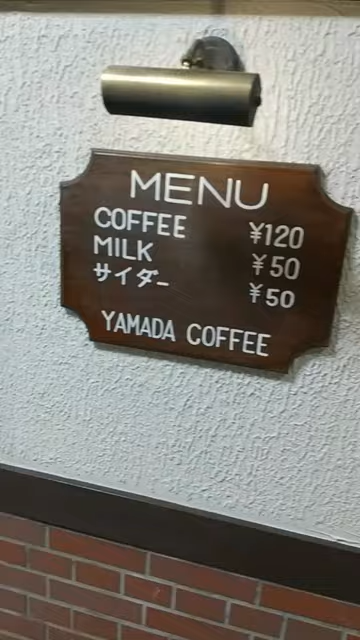 MENU
COFFEE ¥120
MILK ¥50
サイダー ¥50
YAMADA COFFEE